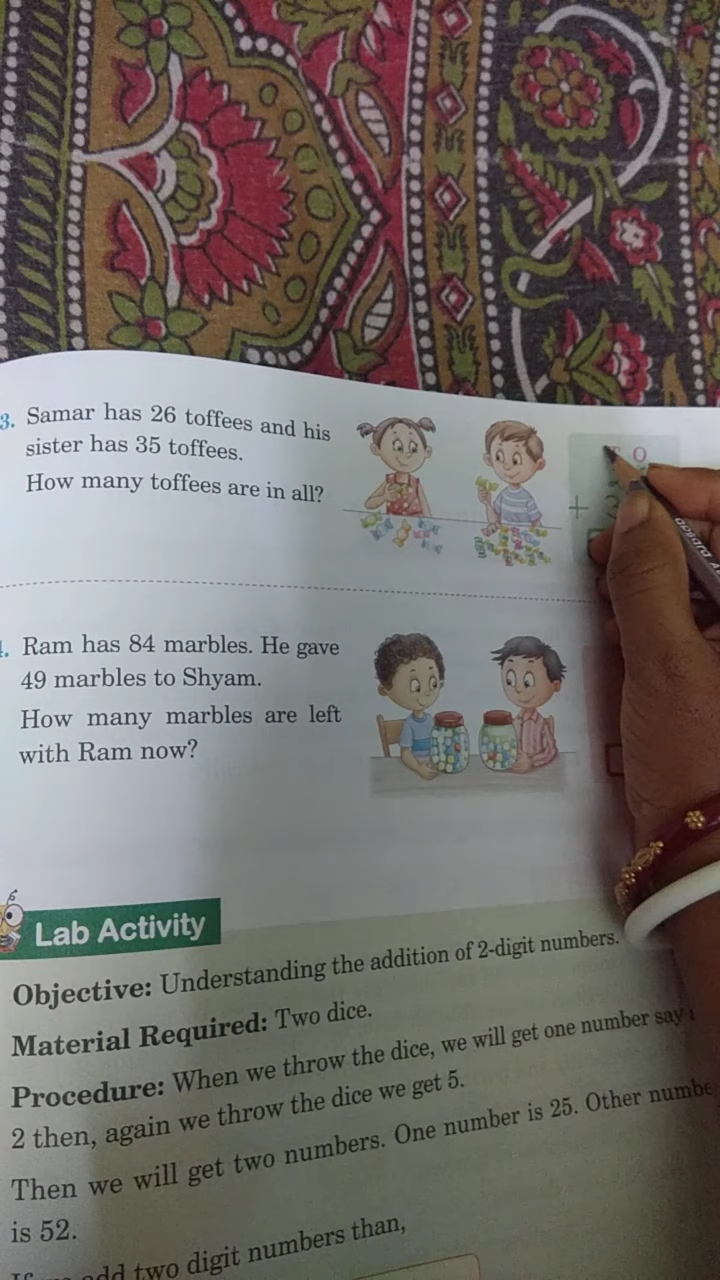 3. Samar has 26 toffees and his
sister has 35 toffees.
How many toffees are in all?
T O
+ 3
. Ram has 84 marbles. He gave
49 marbles to Shyam.
How many marbles are left
with Ram now?
Lab Activity
Objective: Understanding the addition of 2-digit numbers.
Material Required: Two dice.
Procedure: When we throw the dice, we will get one number say
2 then, again we throw the dice we get 5.
Then we will get two numbers. One number is 25. Other numbe
is 52.
add two digit numbers than,